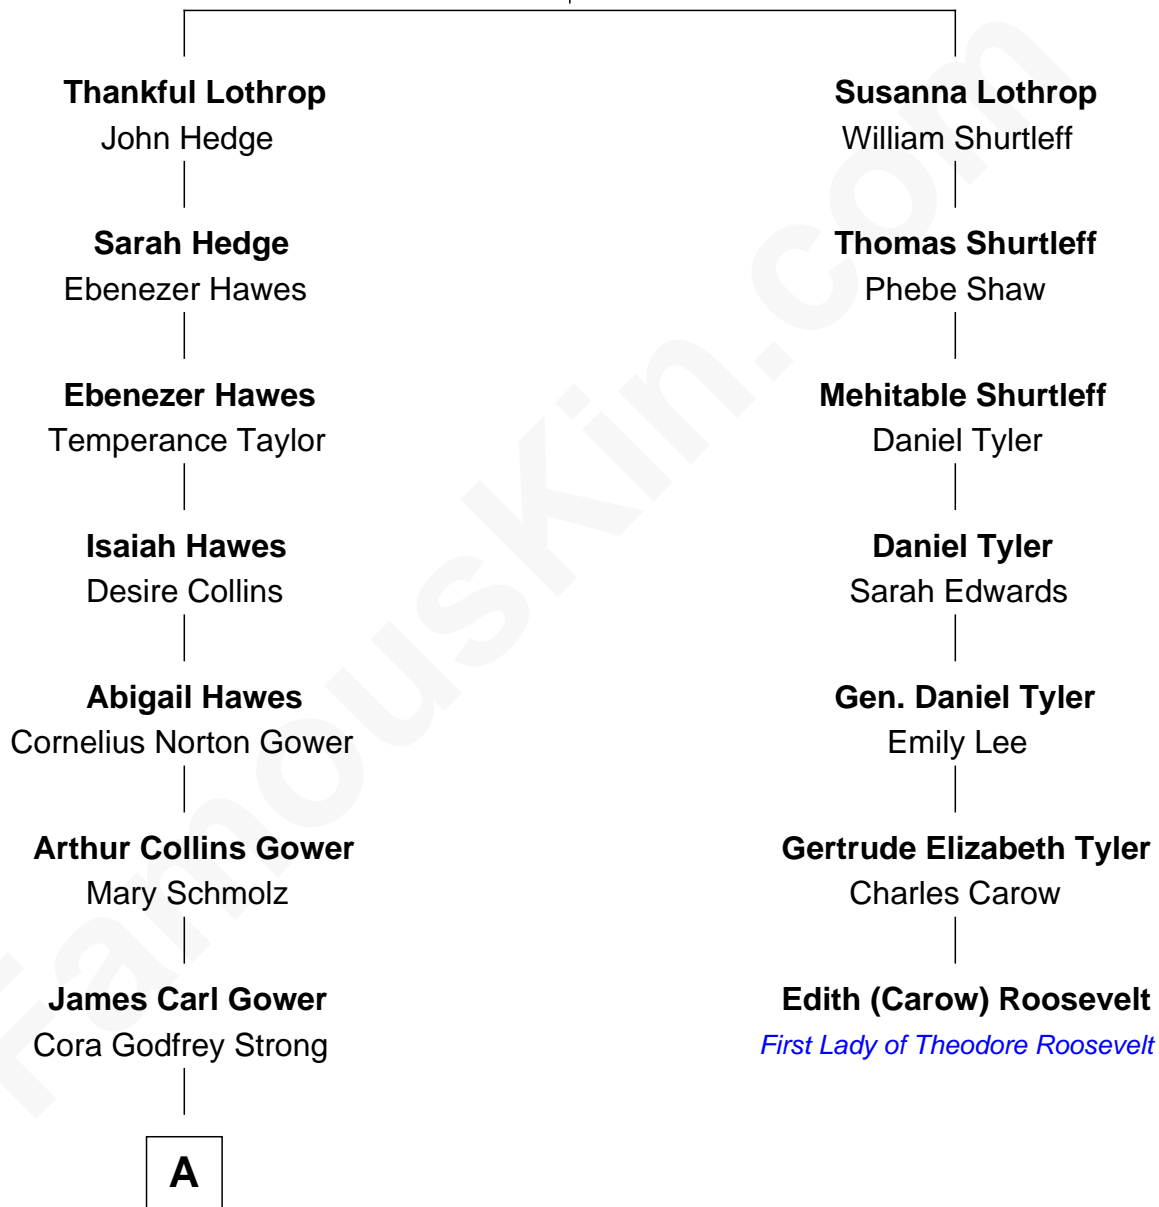 Thankful Lothrop
John Hedge
Sarah Hedge
Ebenezer Hawes
Ebenezer Hawes
Temperance Taylor
Isaiah Hawes
Desire Collins
Abigail Hawes
Cornelius Norton Gower
Arthur Collins Gower
Mary Schmolz
James Carl Gower
Cora Godfrey Strong
A
Susanna Lothrop
William Shurtleff
Thomas Shurtleff
Phebe Shaw
Mehitable Shurtleff
Daniel Tyler
Daniel Tyler
Sarah Edwards
Gen. Daniel Tyler
Emily Lee
Gertrude Elizabeth Tyler
Charles Carow
Edith (Carow) Roosevelt
First Lady of Theodore Roosevelt
FamousKin.com